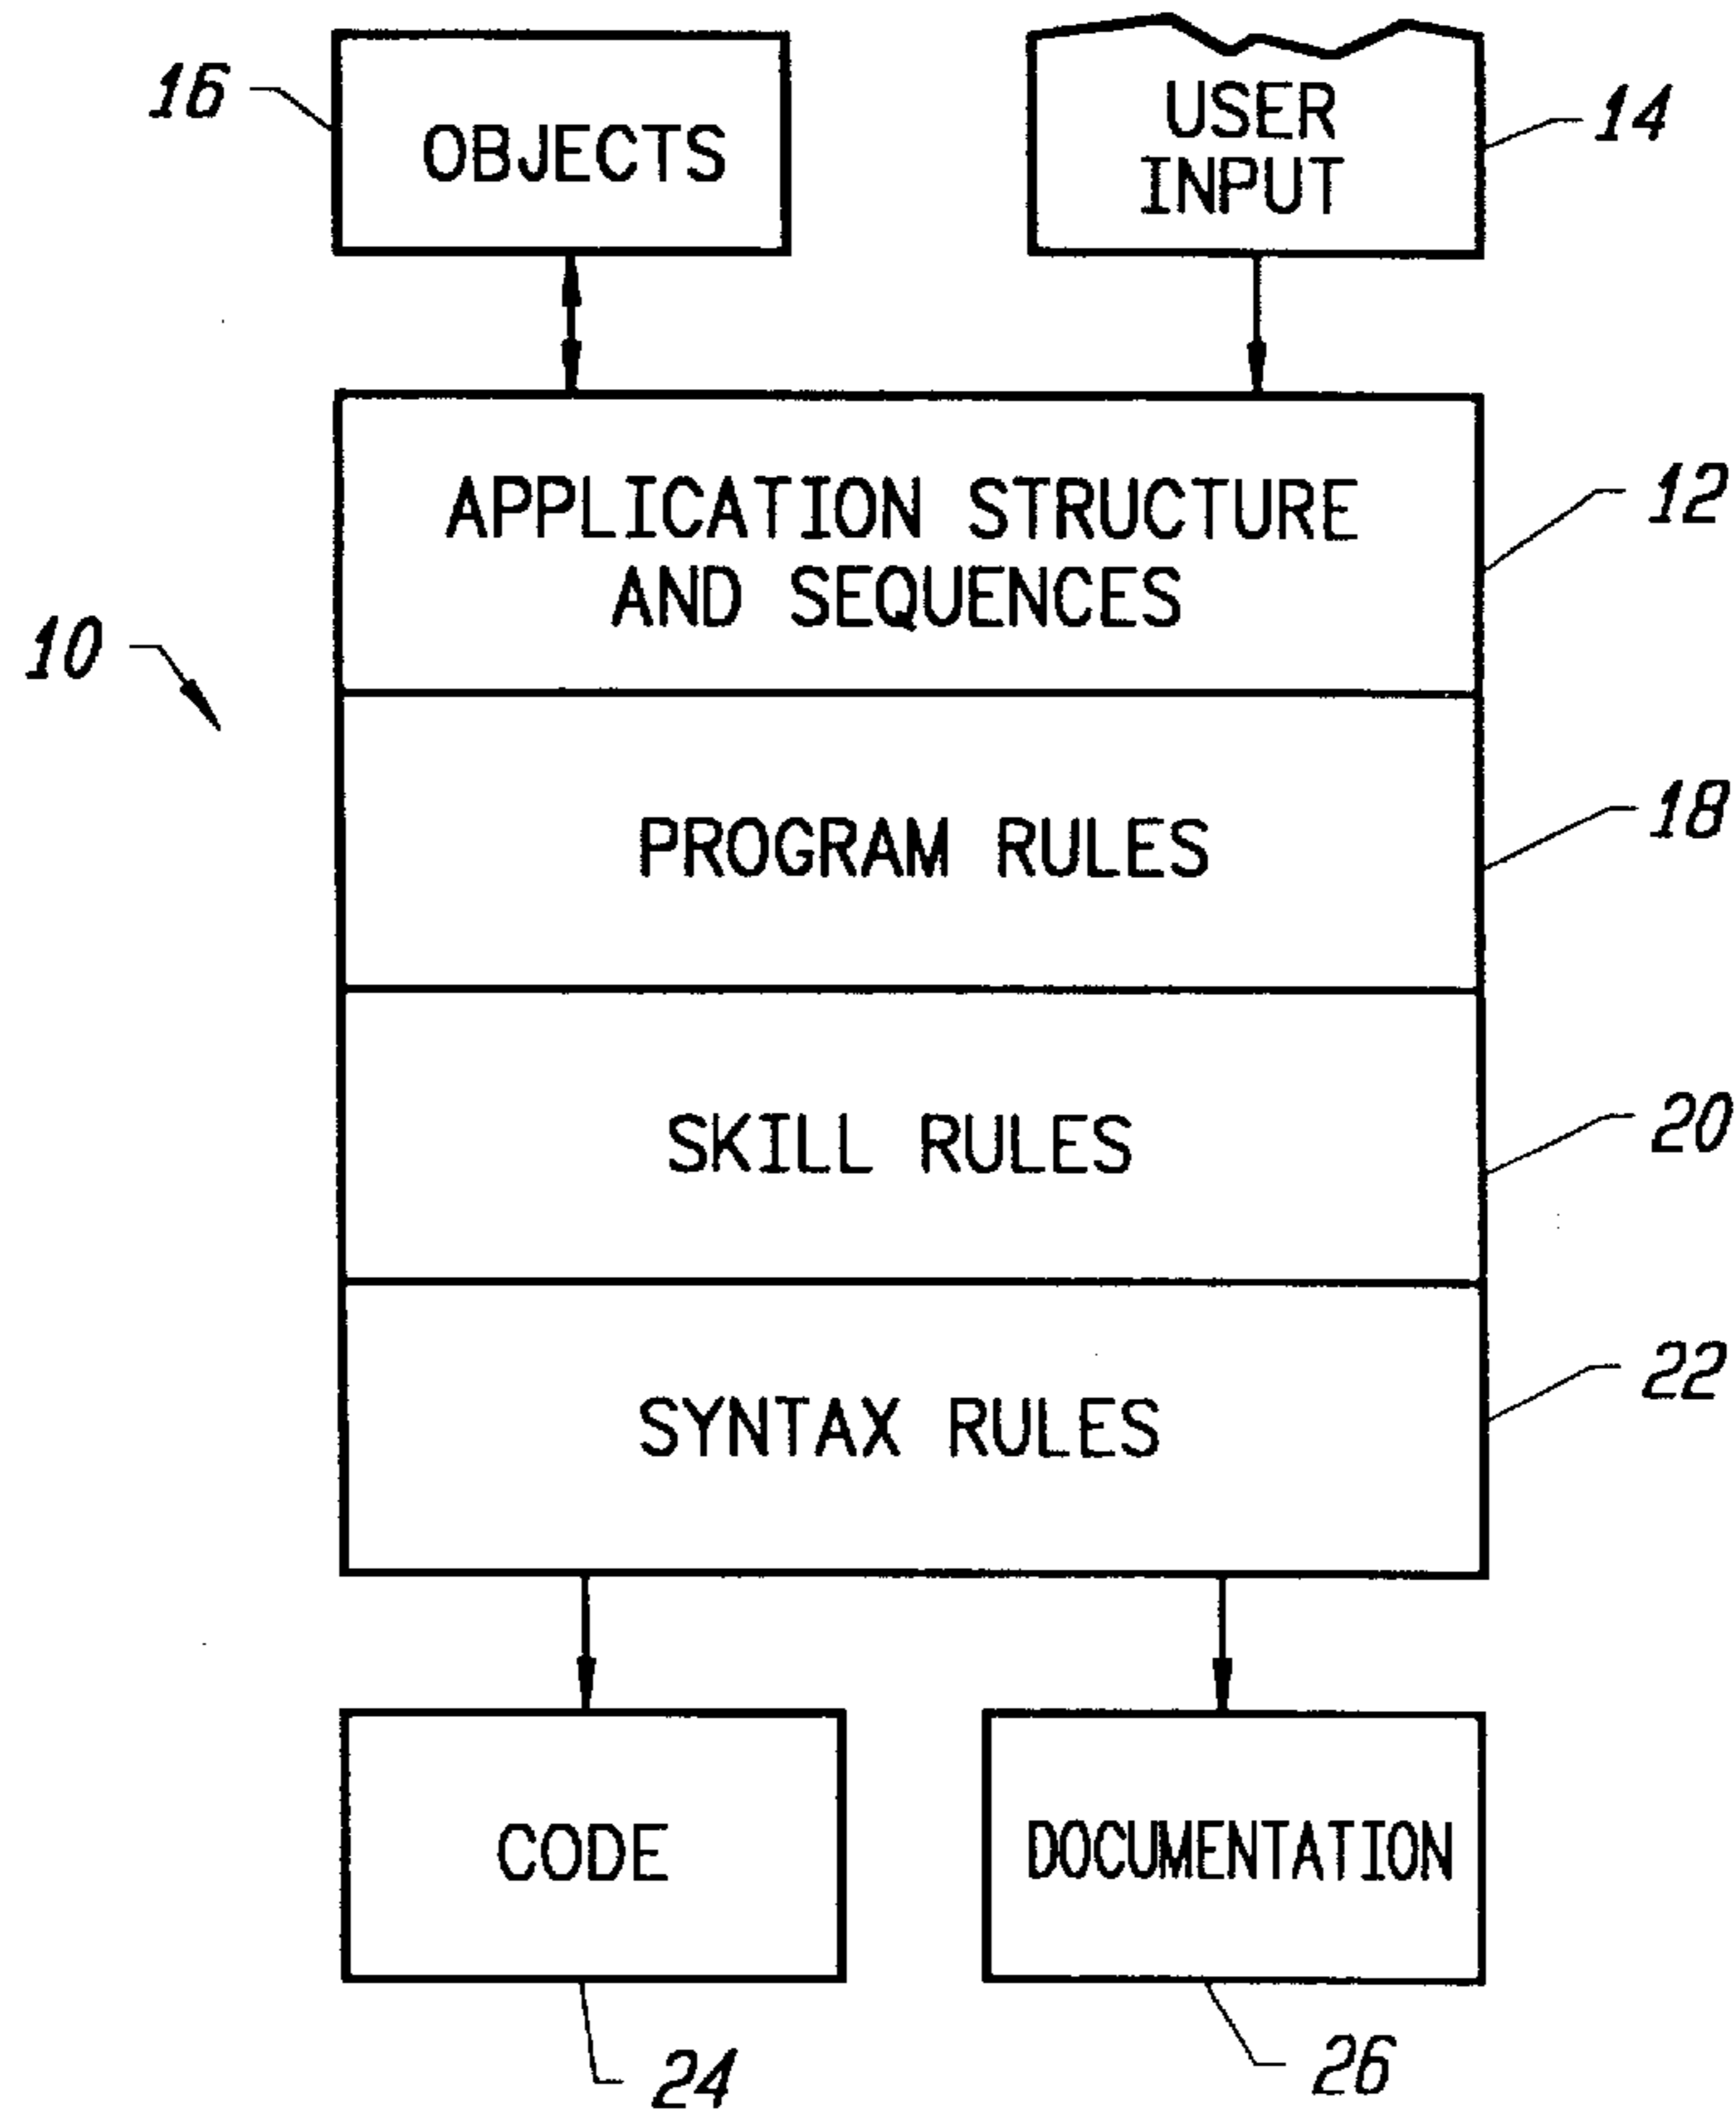 16
OBJECTS
USER
INPUT
14
APPLICATION STRUCTURE
AND SEQUENCES
12
10
PROGRAM RULES
18
SKILL RULES
20
SYNTAX RULES
22
CODE
DOCUMENTATION
24
26